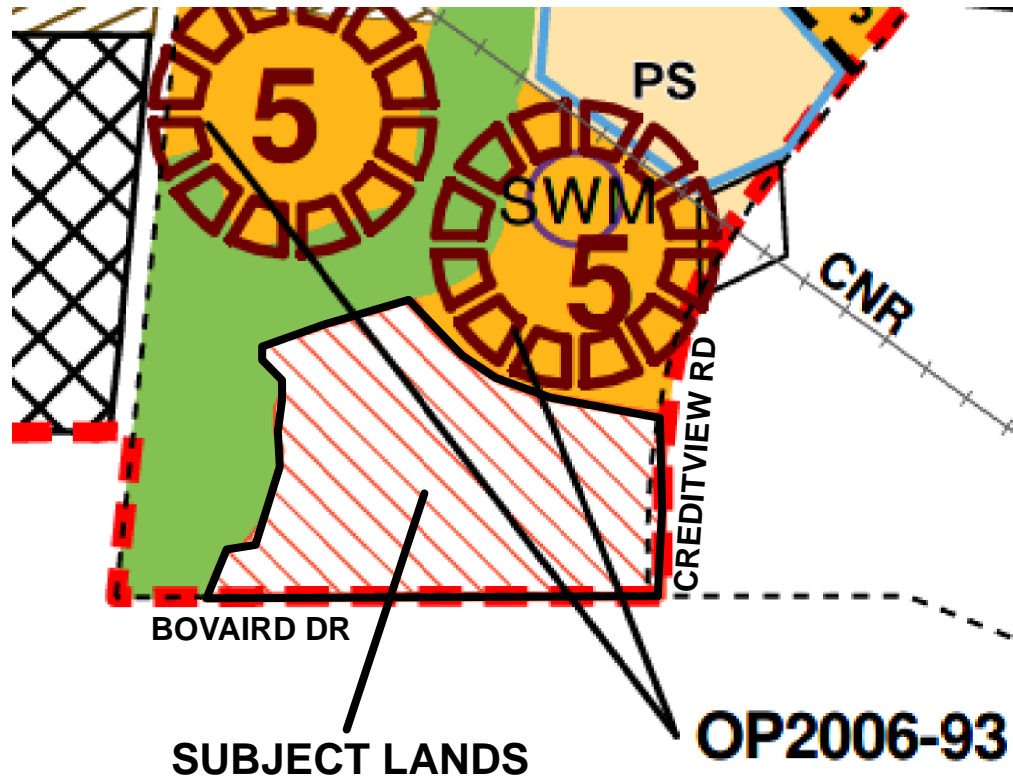 5
PS
SWM
5
CNR
CREDITVIEW RD
BOVAIRD DR
OP2006-93
SUBJECT LANDS